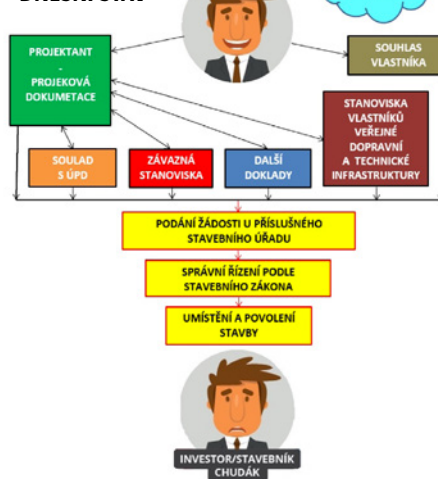 PROJEKTANT
-
PROJEKOVÁ
DOKUMETACE
SOUHLAS
VLASTNÍKA
SOULAD
S ÚPD
ZÁVAZNÁ
STANOVISKA
DALŠÍ
DOKLADY
STANOVISKA
VLASTNÍKŮ
VEŘEJNÉ
DOPRAVNÍ
A TECHNICKÉ
INFRASTRUKTURY
PODÁNÍ ŽÁDOSTI U PŘÍSLUŠNÉHO
STAVEBNÍHO ÚŘADU
SPRÁVNÍ ŘÍZENÍ PODLE
STAVEBNÍHO ZÁKONA
UMÍSTĚNÍ A POVOLENÍ
STAVBY
INVESTOR/STAVEBNÍK
CHUDÁK